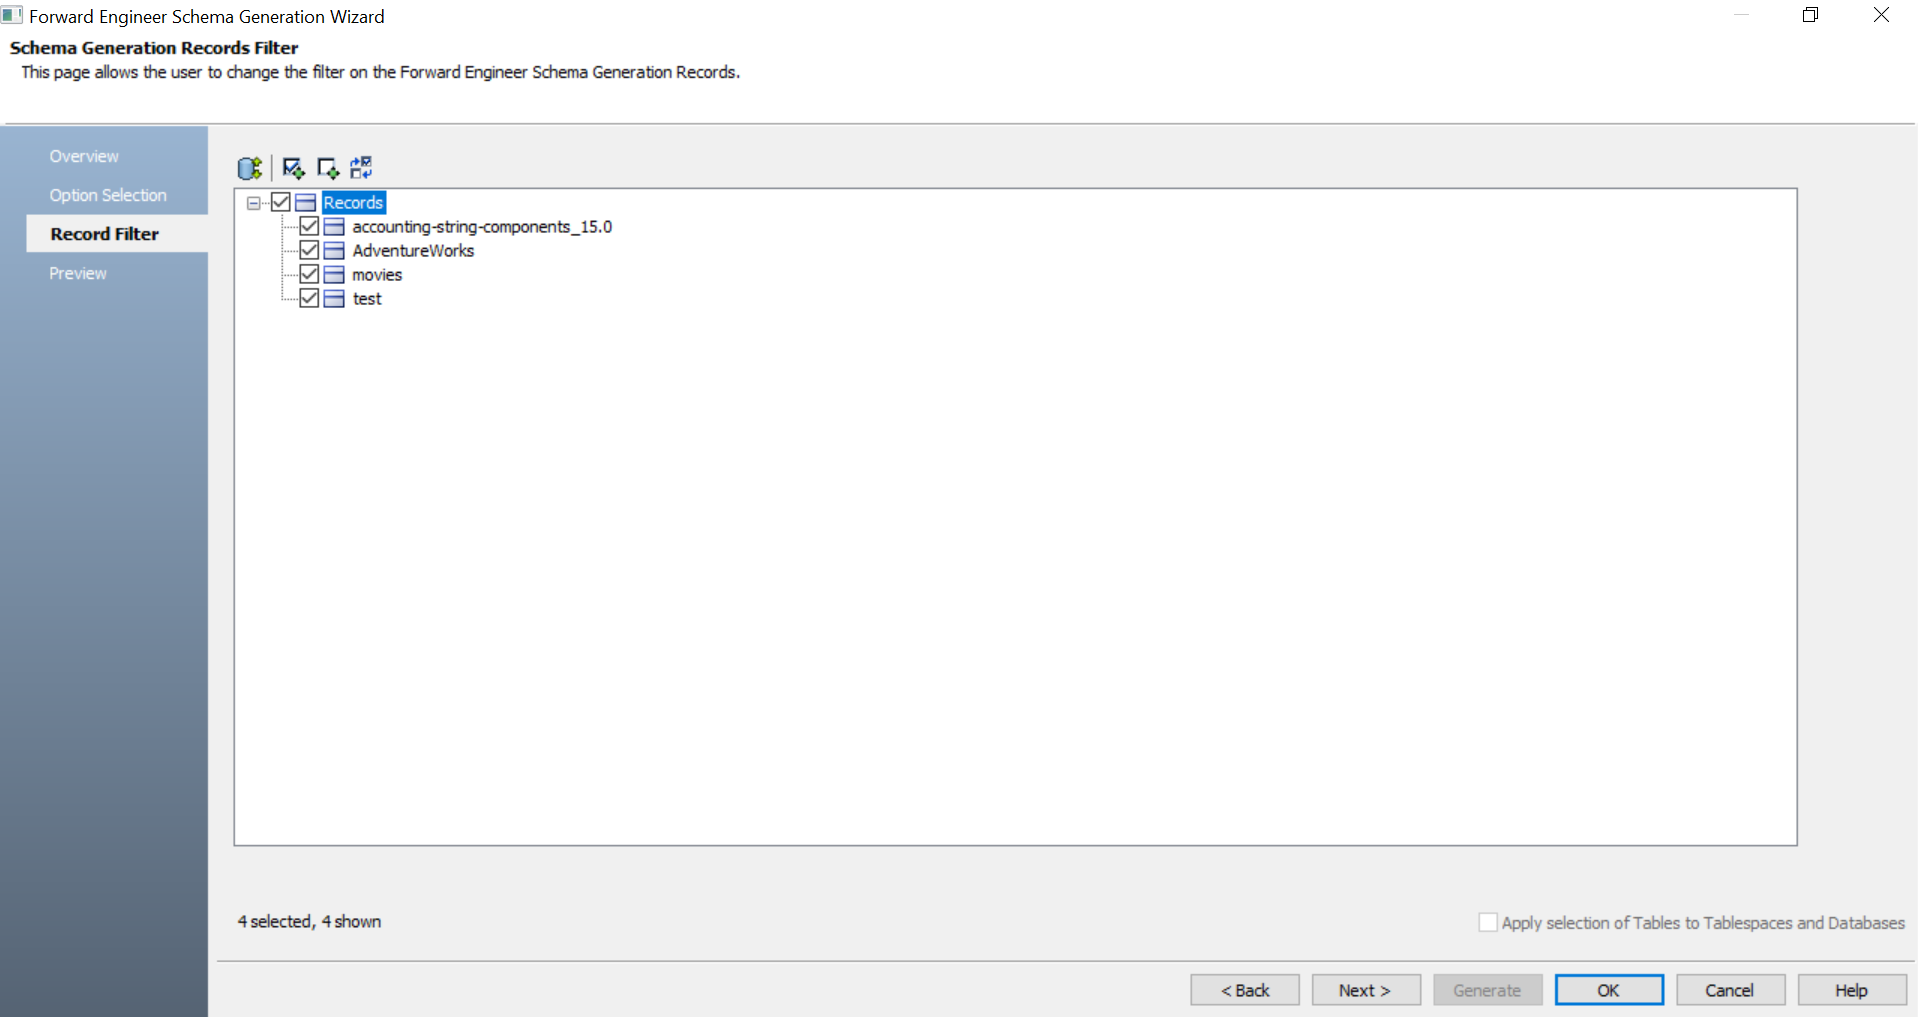 Forward Engineer Schema Generation Wizard
Schema Generation Records Filter
This page allows the user to change the filter on the Forward Engineer Schema Generation Records.
Overview
Option Selection
Record Filter
Preview
Records
accounting-string-components_15.0
AdventureWorks
movies
test
4 selected, 4 shown
Apply selection of Tables to Tablespaces and Databases
< Back
Next >
Generate
OK
Cancel
Help